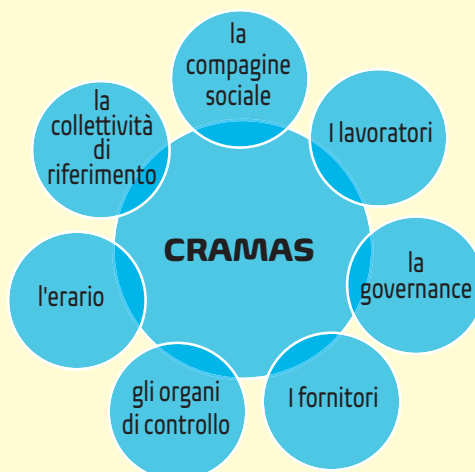 la
compagine
sociale
I lavoratori
la
governance
I fornitori
gli organi
di controllo
l'erario
la
collettività
di
riferimento
CRAMAS